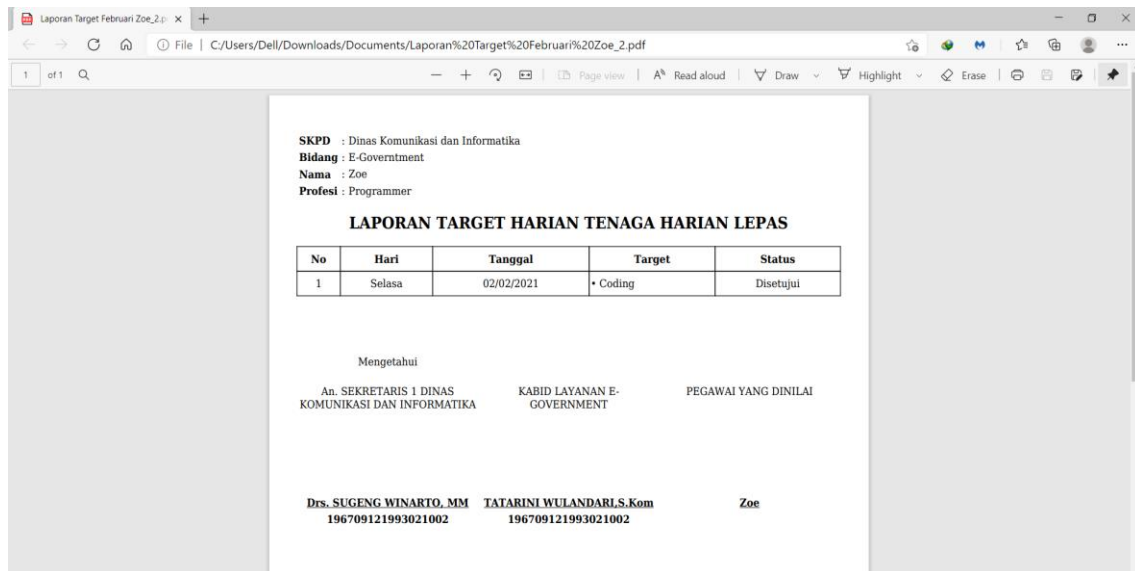 Laporan Target Februari Zoe_2.p
File | C:/Users/Dell/Downloads/Documents/Laporan%20Target%20Februari%20Zoe_2.pdf
1 of 1 Page view Read aloud Draw Highlight Erase
SKPD : Dinas Komunikasi dan Informatika
Bidang : E-Governtment
Nama : Zoe
Profesi : Programmer
LAPORAN TARGET HARIAN TENAGA HARIAN LEPAS
No Hari Tanggal Target Status
1 Selasa 02/02/2021 • Coding Disetujui
Mengetahui
An. SEKRETARIS 1 DINAS KABID LAYANAN E- PEGAWAI YANG DINILAI
KOMUNIKASI DAN INFORMATIKA GOVERNMENT
Drs. SUGENG WINARTO, MM TATARINI WULANDARI,S.Kom Zoe
196709121993021002 196709121993021002